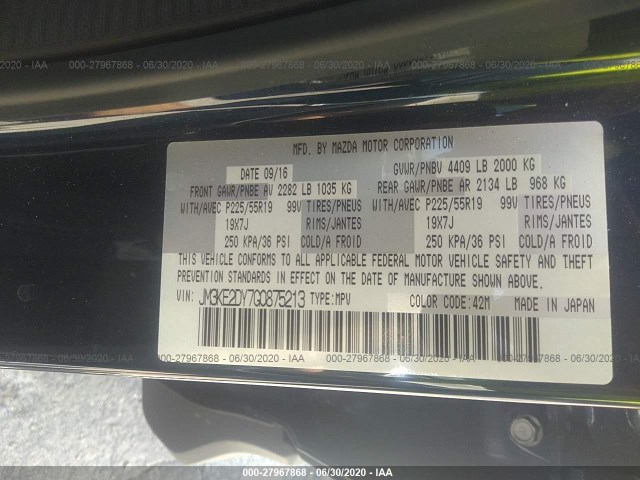 000-27967868 - 06/30/2020 - IAA
000-27967868 - 06/30/2020 - IAA
000-27967868 - 06/30/2020 - IAA
MFD. BY MAZDA MOTOR CORPORATION
DATE 09/16 GVWR/PNBV 4409 LB 2000 KG
FRONT GAWR/PNBE AV 2282 LB 1035 KG REAR GAWR/PNBE AR 2134 LB 968 KG
WITH/AVEC P225/55R19 99V TIRES/PNEUS WITH/AVEC P225/55R19 99V TIRES/PNEUS
19X7J RIMS/JANTES 19X7J RIMS/JANTES
250 KPA/36 PSI COLD/A FROID 250 KPA/36 PSI COLD/A FROID
THIS VEHICLE CONFORMS TO ALL APPLICABLE FEDERAL MOTOR VEHICLE SAFETY AND THEFT
PREVENTION STANDARDS IN EFFECT ON THE DATE OF MANUFACTURE SHOWN ABOVE.
VIN: JM3KE2DY7G0875213 TYPE:MPV COLOR CODE:42M MADE IN JAPAN
000-27967868 - 06/30/2020 - IAA
000-27967868 - 06/30/2020 - IAA
000-27967868 - 06/30/2020 - IAA
000-27967868 - 06/30/2020 - IAA